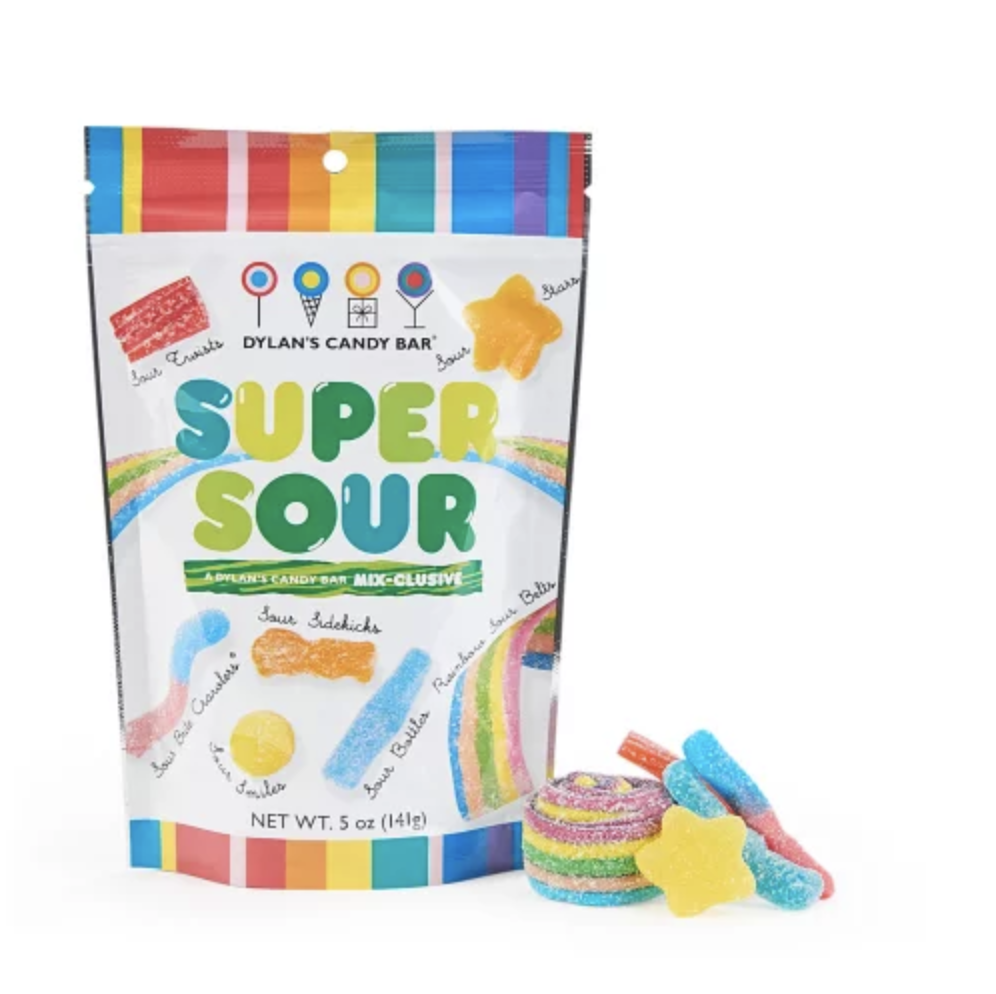 DYLAN'S CANDY BAR®
Sour Twists
Sour Stars
SUPER
SOUR
A DYLAN'S CANDY BAR MIX-CLUSIVE
Sour Sidekicks
Rainbow Sour Belts
Sour Brite Crawlers®
Sour Smiles
Sour Bottles
NET WT. 5 oz (141g)